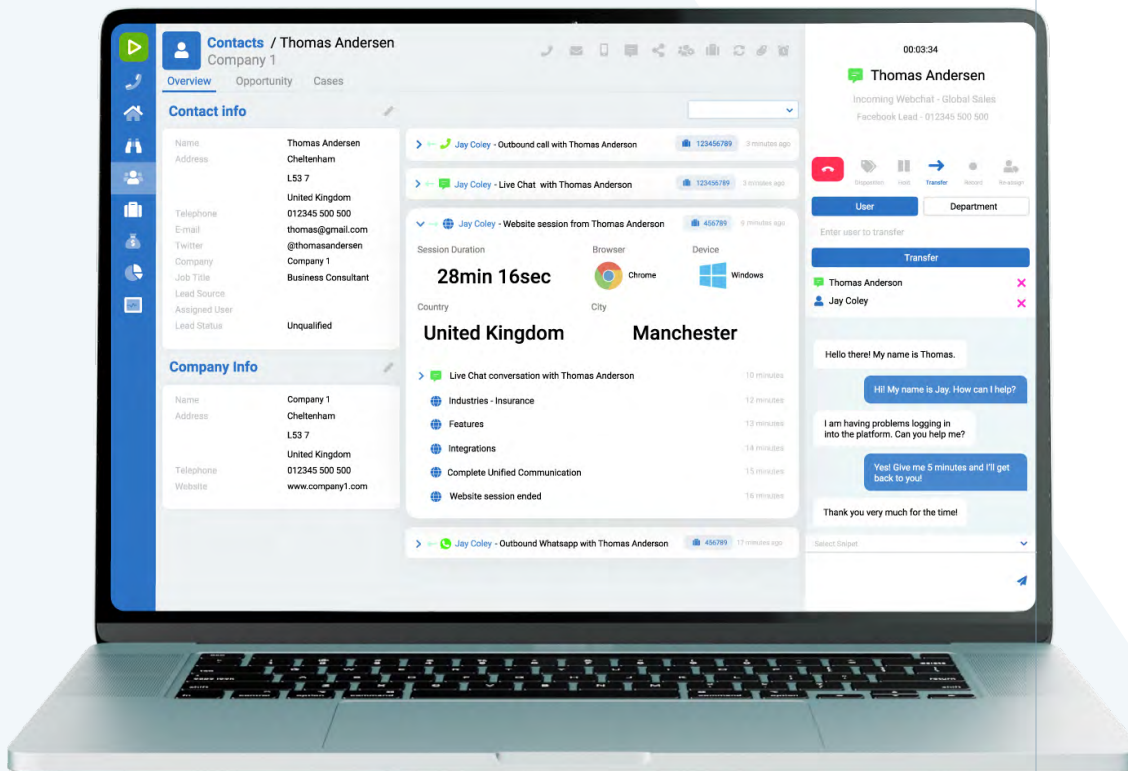 Contacts / Thomas Andersen
Company 1
Overview Opportunity Cases
Contact info
Name Thomas Andersen
Address Cheltenham
L53 7
United Kingdom
Telephone 012345 500 500
E-mail thomas@gmail.com
Twitter @thomasandersen
Company Company 1
Job Title Business Consultant
Lead Source
Assigned User
Lead Status Unqualified
Company Info
Name Company 1
Address Cheltenham
L53 7
United Kingdom
Telephone 012345 500 500
Website www.company1.com
Jay Coley - Outbound call with Thomas Anderson 123456789 3 minutes ago
Jay Coley - Live Chat with Thomas Anderson 123456789 3 minutes ago
Jay Coley - Website session from Thomas Anderson 456789 9 minutes ago
Session Duration Browser Device
28min 16sec Chrome Windows
Country City
United Kingdom Manchester
Live Chat conversation with Thomas Anderson 10 minutes
Industries - Insurance 12 minutes
Features 13 minutes
Integrations 14 minutes
Complete Unified Communication 15 minutes
Website session ended 16 minutes
Jay Coley - Outbound Whatsapp with Thomas Anderson 456789 17 minutes ago
00:03:34
Thomas Andersen
Incoming Webchat - Global Sales
Facebook Lead - 012345 500 500
Disposition Hold Transfer Record Re-assign
User Department
Enter user to transfer
Transfer
Thomas Anderson
Jay Coley
Hello there! My name is Thomas.
Hi! My name is Jay. How can I help?
I am having problems logging in
into the platform. Can you help me?
Yes! Give me 5 minutes and I'll get
back to you!
Thank you very much for the time!
Select Snipet